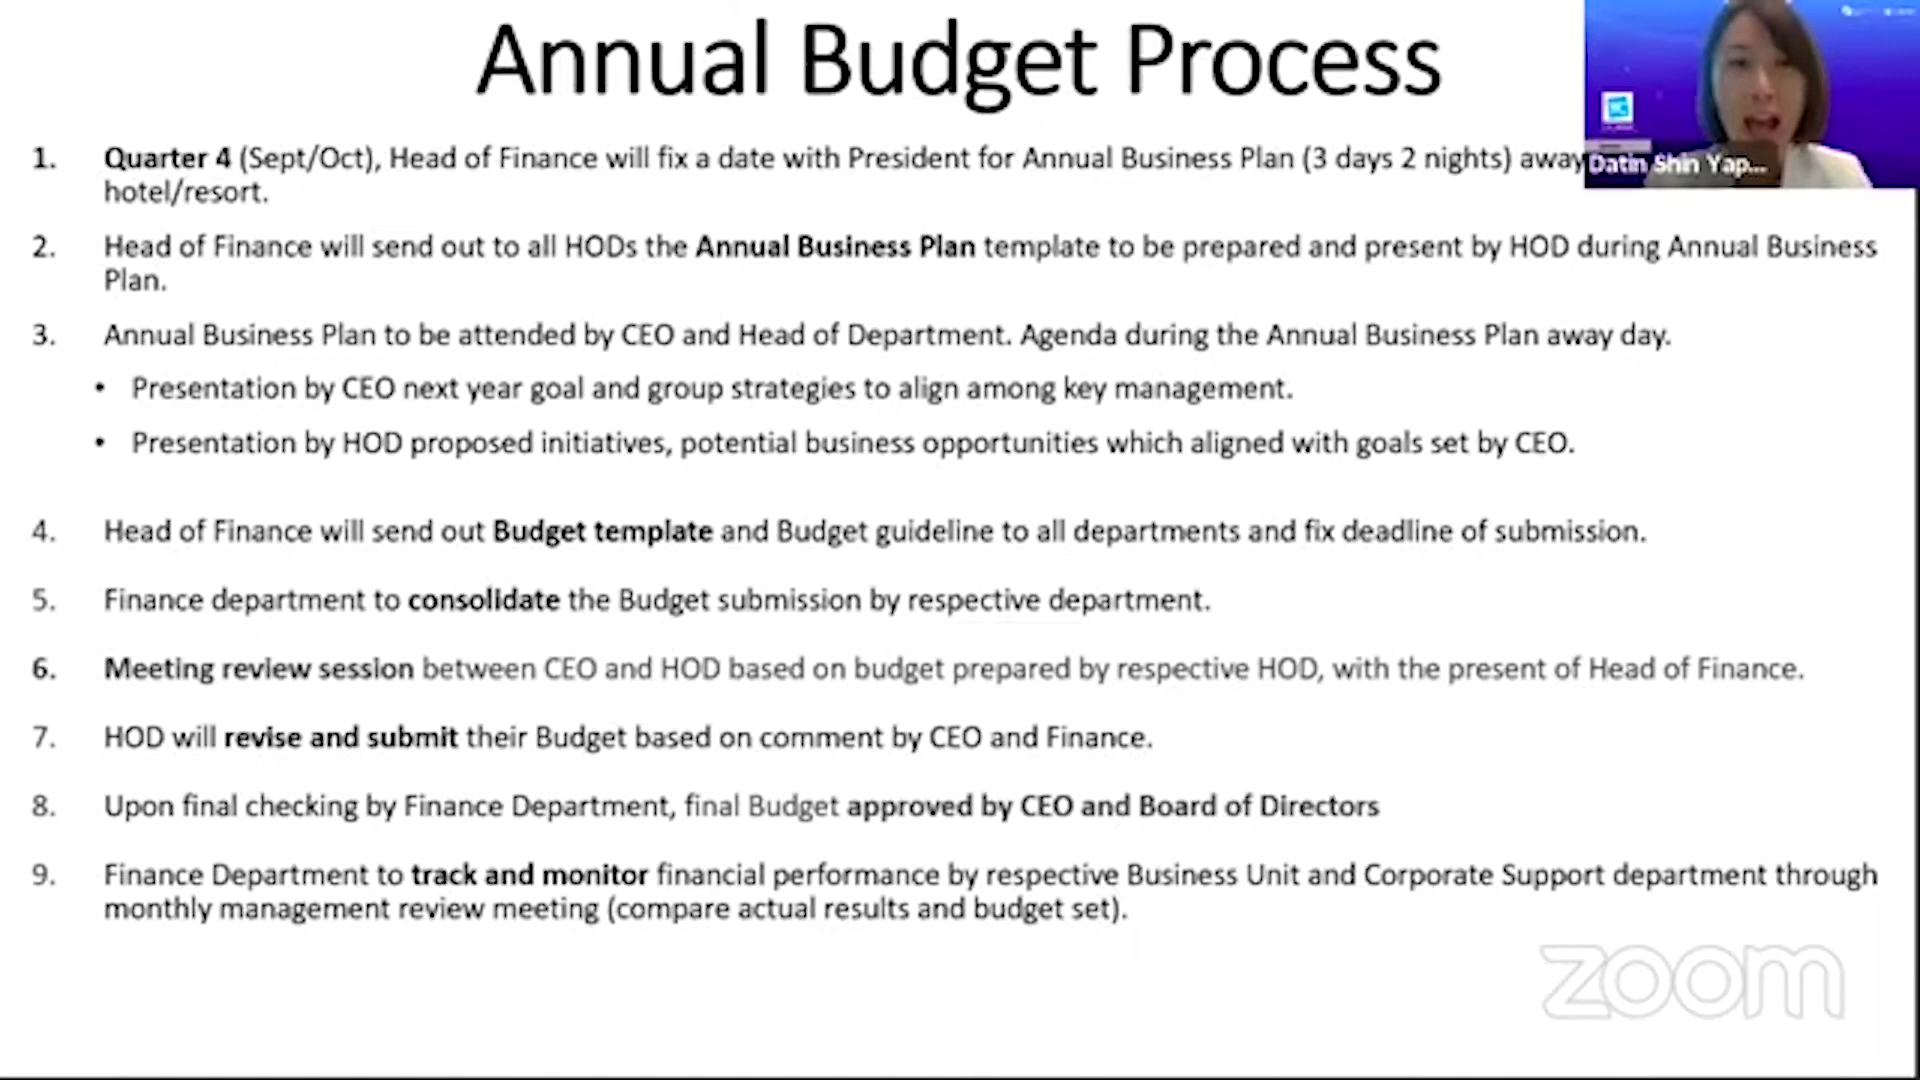 Annual Budget Process
1. Quarter 4 (Sept/Oct), Head of Finance will fix a date with President for Annual Business Plan (3 days 2 nights) away
hotel/resort.
Datin Shin Yap...
2. Head of Finance will send out to all HODs the Annual Business Plan template to be prepared and present by HOD during Annual Business
Plan.
3. Annual Business Plan to be attended by CEO and Head of Department. Agenda during the Annual Business Plan away day.
• Presentation by CEO next year goal and group strategies to align among key management.
• Presentation by HOD proposed initiatives, potential business opportunities which aligned with goals set by CEO.
4. Head of Finance will send out Budget template and Budget guideline to all departments and fix deadline of submission.
5. Finance department to consolidate the Budget submission by respective department.
6. Meeting review session between CEO and HOD based on budget prepared by respective HOD, with the present of Head of Finance.
7. HOD will revise and submit their Budget based on comment by CEO and Finance.
8. Upon final checking by Finance Department, final Budget approved by CEO and Board of Directors
9. Finance Department to track and monitor financial performance by respective Business Unit and Corporate Support department through
monthly management review meeting (compare actual results and budget set).
zoom